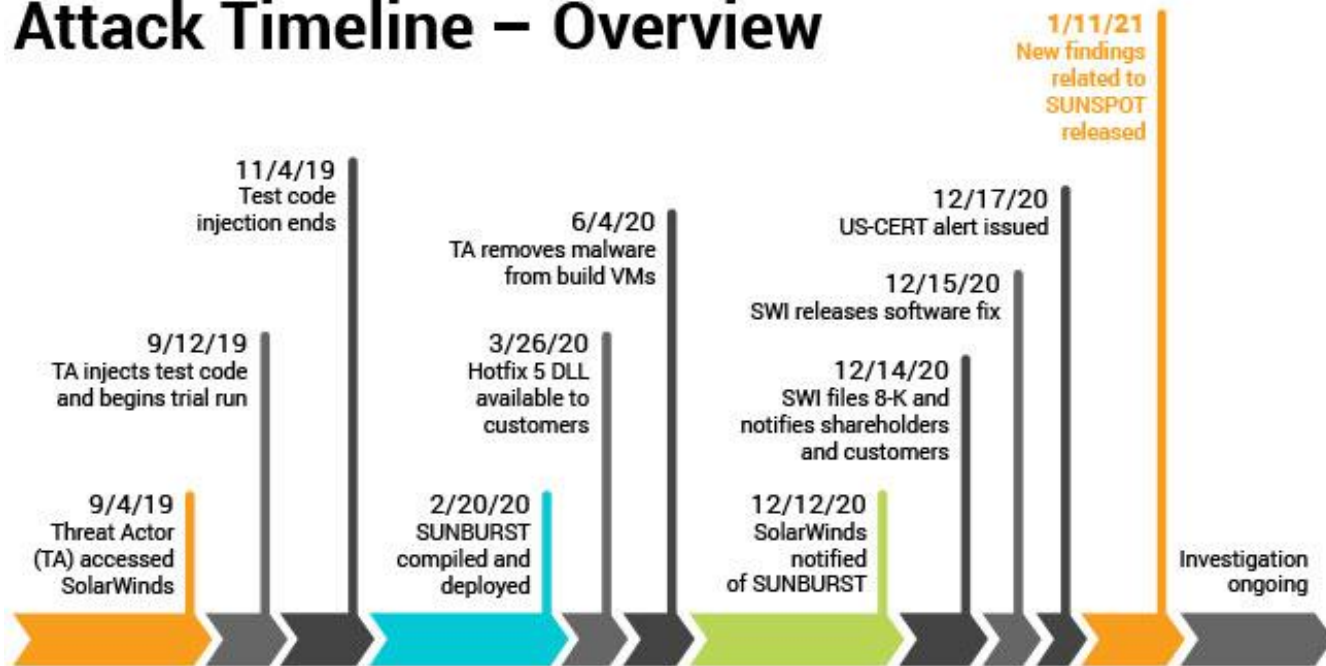 Attack Timeline – Overview
9/4/19
Threat Actor
(TA) accessed
SolarWinds
9/12/19
TA injects test code
and begins trial run
11/4/19
Test code
injection ends
2/20/20
SUNBURST
compiled and
deployed
3/26/20
Hotfix 5 DLL
available to
customers
6/4/20
TA removes malware
from build VMs
12/12/20
SolarWinds
notified
of SUNBURST
12/14/20
SWI files 8-K and
notifies shareholders
and customers
12/15/20
SWI releases software fix
12/17/20
US-CERT alert issued
1/11/21
New findings
related to
SUNSPOT
released
Investigation
ongoing